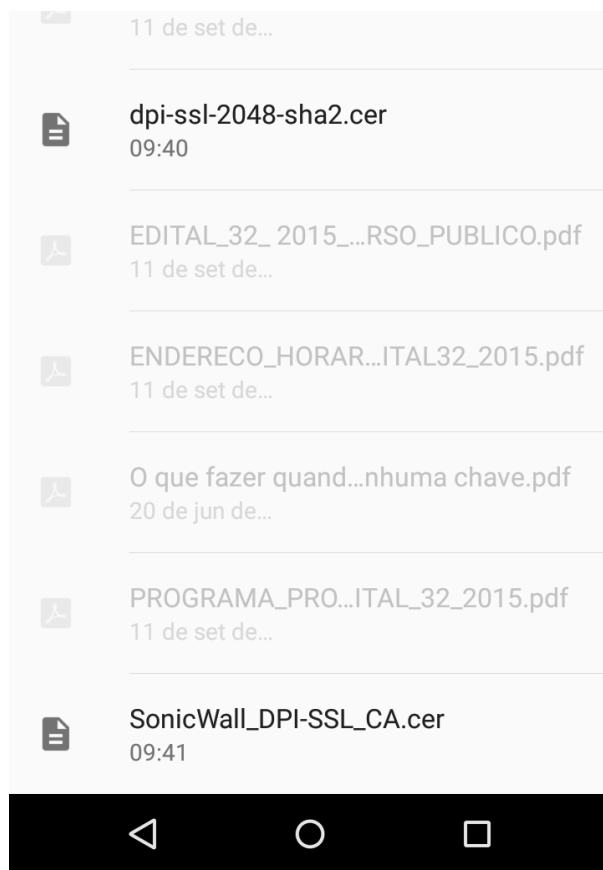 11 de set de...
dpi-ssl-2048-sha2.cer
09:40
EDITAL_32_ 2015_...RSO_PUBLICO.pdf
11 de set de...
ENDERECO_HORAR...ITAL32_2015.pdf
11 de set de...
O que fazer quand...nhuma chave.pdf
20 de jun de...
PROGRAMA_PRO...ITAL_32_2015.pdf
11 de set de...
SonicWall_DPI-SSL_CA.cer
09:41